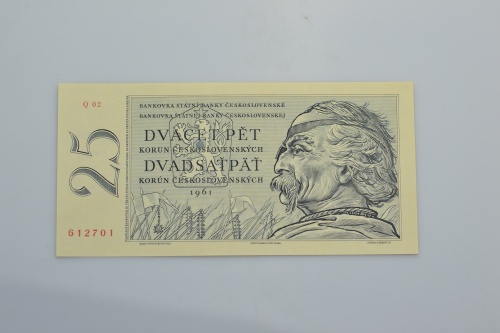 Q 02
25
BANKOVKA STÁTNÍ BANKY ČESKOSLOVENSKÉ
BANKOVKA ŠTÁTNEJ BANKY ČESKOSLOVENSKEJ
DVACET PĚT
KORUN ČESKOSLOVENSKÝCH
DVADSAŤPÄŤ
KORÚN ČESKOSLOVENSKÝCH
1961
612701